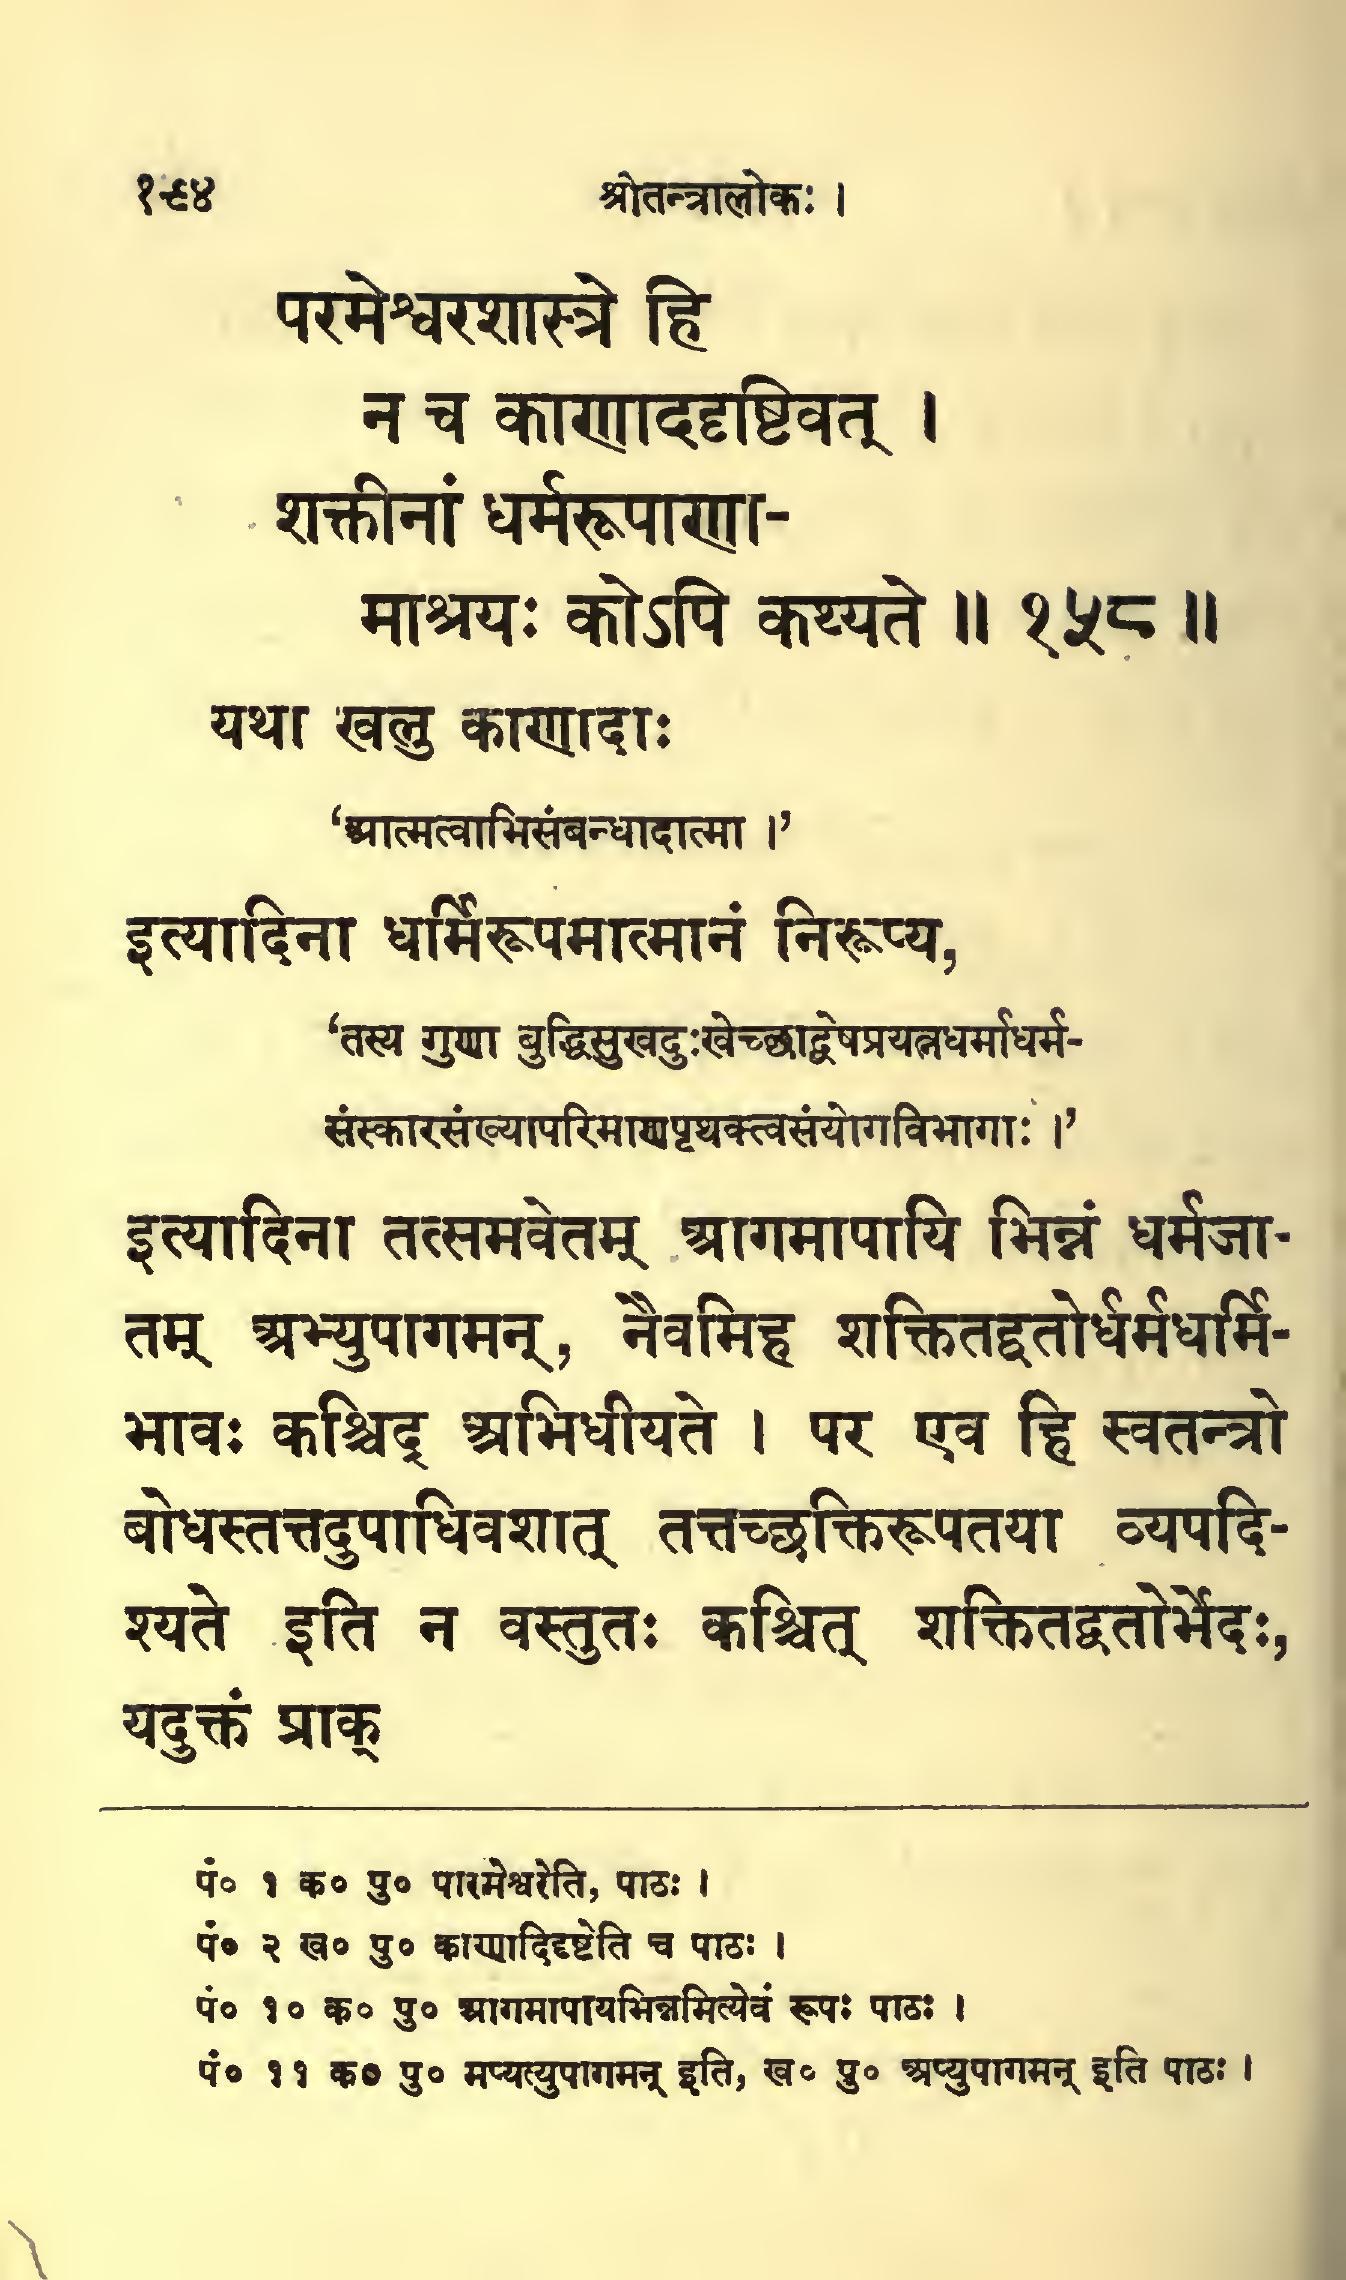 १९४ श्रीतन्त्रालोकः ।
परमेश्वरशास्त्रे हि
न च काणाददृष्टिवत् ।
शक्तीनां धर्मरूपाणा-
माश्रयः कोऽपि कथ्यते ॥ १५८ ॥
यथा खलु काणादाः
‘आत्मत्वाभिसंबन्धादात्मा ।’
इत्यादिना धर्मिरूपमात्मानं निरूप्य,
‘तस्य गुणा बुद्धिसुखदुःखेच्छाद्वेषप्रयत्नधर्माधर्म-
संस्कारसंख्यापरिमाणपृथक्त्वसंयोगविभागाः ।’
इत्यादिना तत्समवेतम् आगमापायि भिन्नं धर्मजा-
तम् अभ्युपागमन्, नैवमिह शक्तितद्वतोर्धर्मधर्मि-
भावः कश्चिद् अभिधीयते । पर एव हि स्वतन्त्रो
बोधस्तत्तदुपाधिवशात् तत्तच्छक्तिरूपतया व्यपदि-
श्यते इति न वस्तुतः कश्चित् शक्तितद्वतोर्भेदः,
यदुक्तं प्राक्
पं० १ क० पु० पारमेश्वरेति, पाठः ।
पं० २ ख० पु० काणादिदृष्टेति च पाठः ।
पं० १० क० पु० आगमापायभिन्नमित्येवं रूपः पाठः ।
पं० ११ क० पु० मप्यत्युपागमन् इति, ख० पु० अप्युपागमन् इति पाठः ।